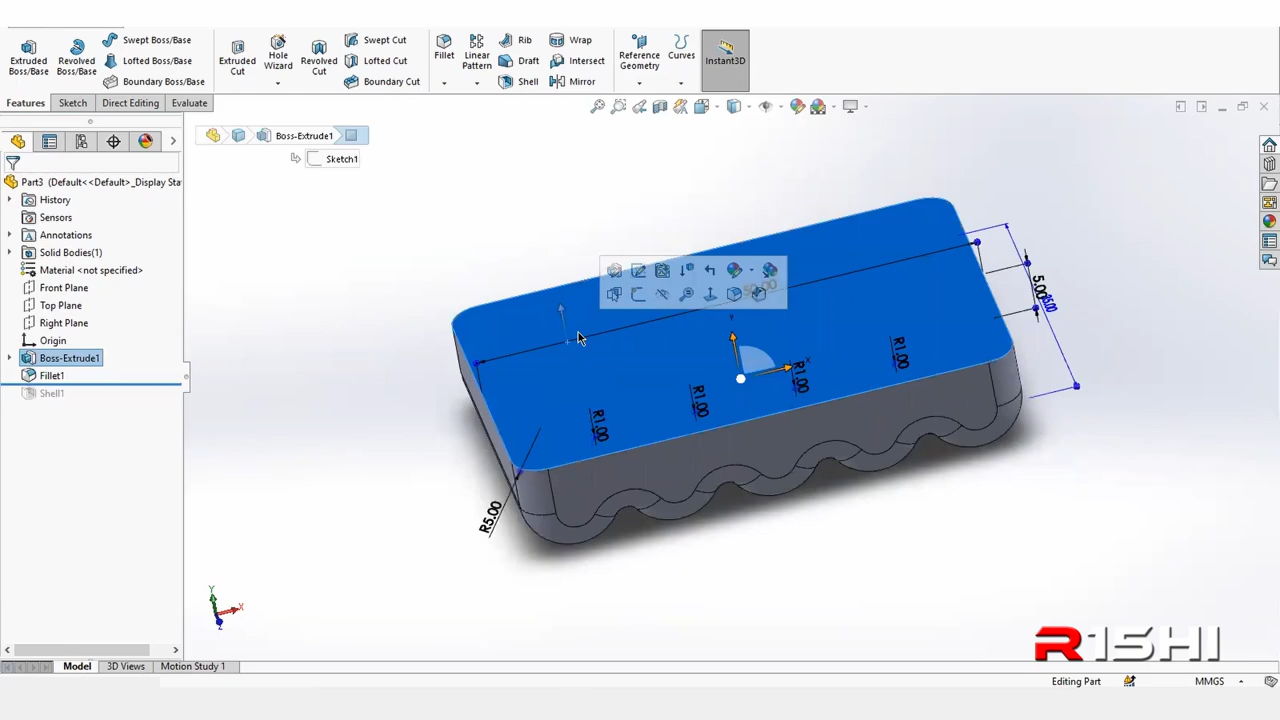 Extruded Boss/Base
Revolved Boss/Base
Swept Boss/Base
Lofted Boss/Base
Boundary Boss/Base
Extruded Cut
Hole Wizard
Revolved Cut
Swept Cut
Lofted Cut
Boundary Cut
Fillet
Linear Pattern
Rib
Draft
Shell
Wrap
Intersect
Mirror
Reference Geometry
Curves
Instant3D
Features
Sketch
Direct Editing
Evaluate
Boss-Extrude1
Sketch1
Part3 (Default<<Default>_Display Sta
History
Sensors
Annotations
Solid Bodies(1)
Material <not specified>
Front Plane
Top Plane
Right Plane
Origin
Boss-Extrude1
Fillet1
Shell1
5.00
R1.00
R1.00
R1.00
R1.00
R5.00
Y
X
Y
X
Z
R1SHI
Model
3D Views
Motion Study 1
Editing Part
MMGS